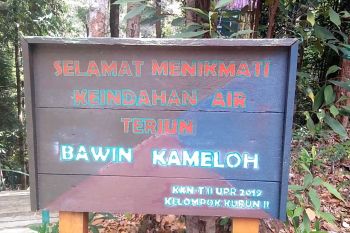 SELAMAT MENIKMATI
KEINDAHAN AIR
TERJUN
BAWIN KAMELOH
KKN-T II UPR 2019
KELOMPOK KURUN II